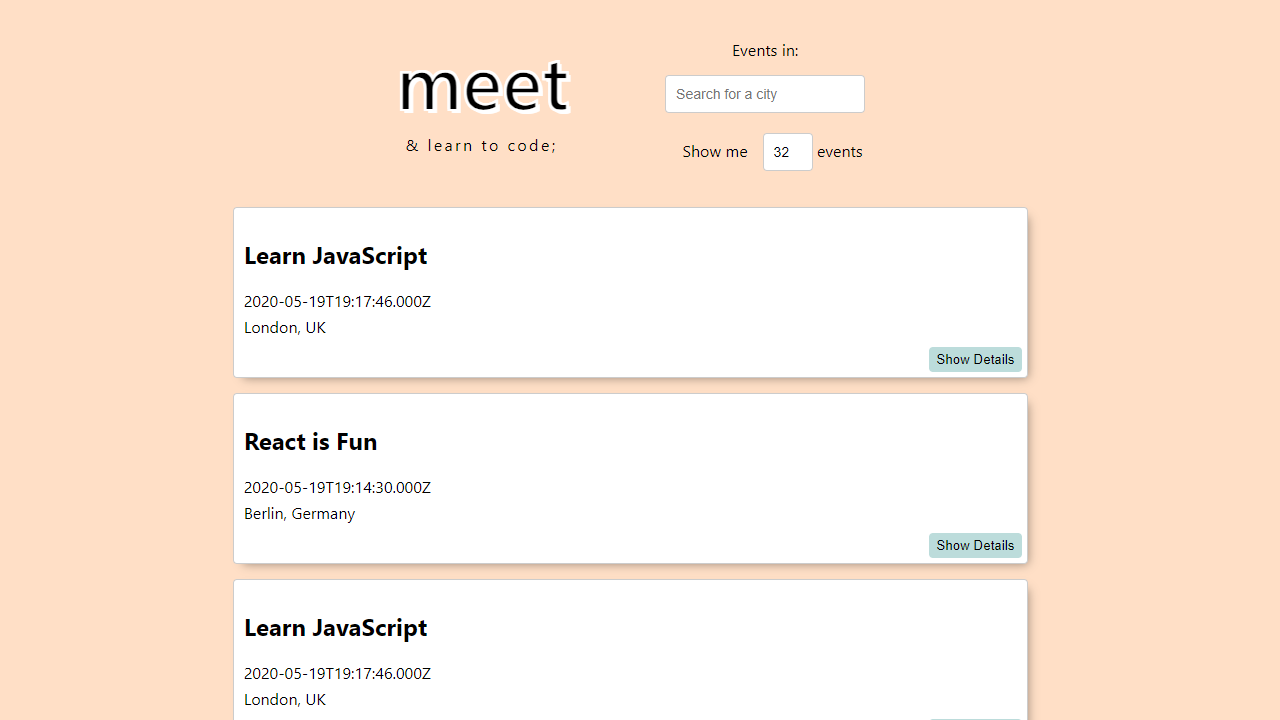 meet
& learn to code;
Events in:
Search for a city
Show me 32 events
Learn JavaScript
2020-05-19T19:17:46.000Z
London, UK
Show Details
React is Fun
2020-05-19T19:14:30.000Z
Berlin, Germany
Show Details
Learn JavaScript
2020-05-19T19:17:46.000Z
London, UK